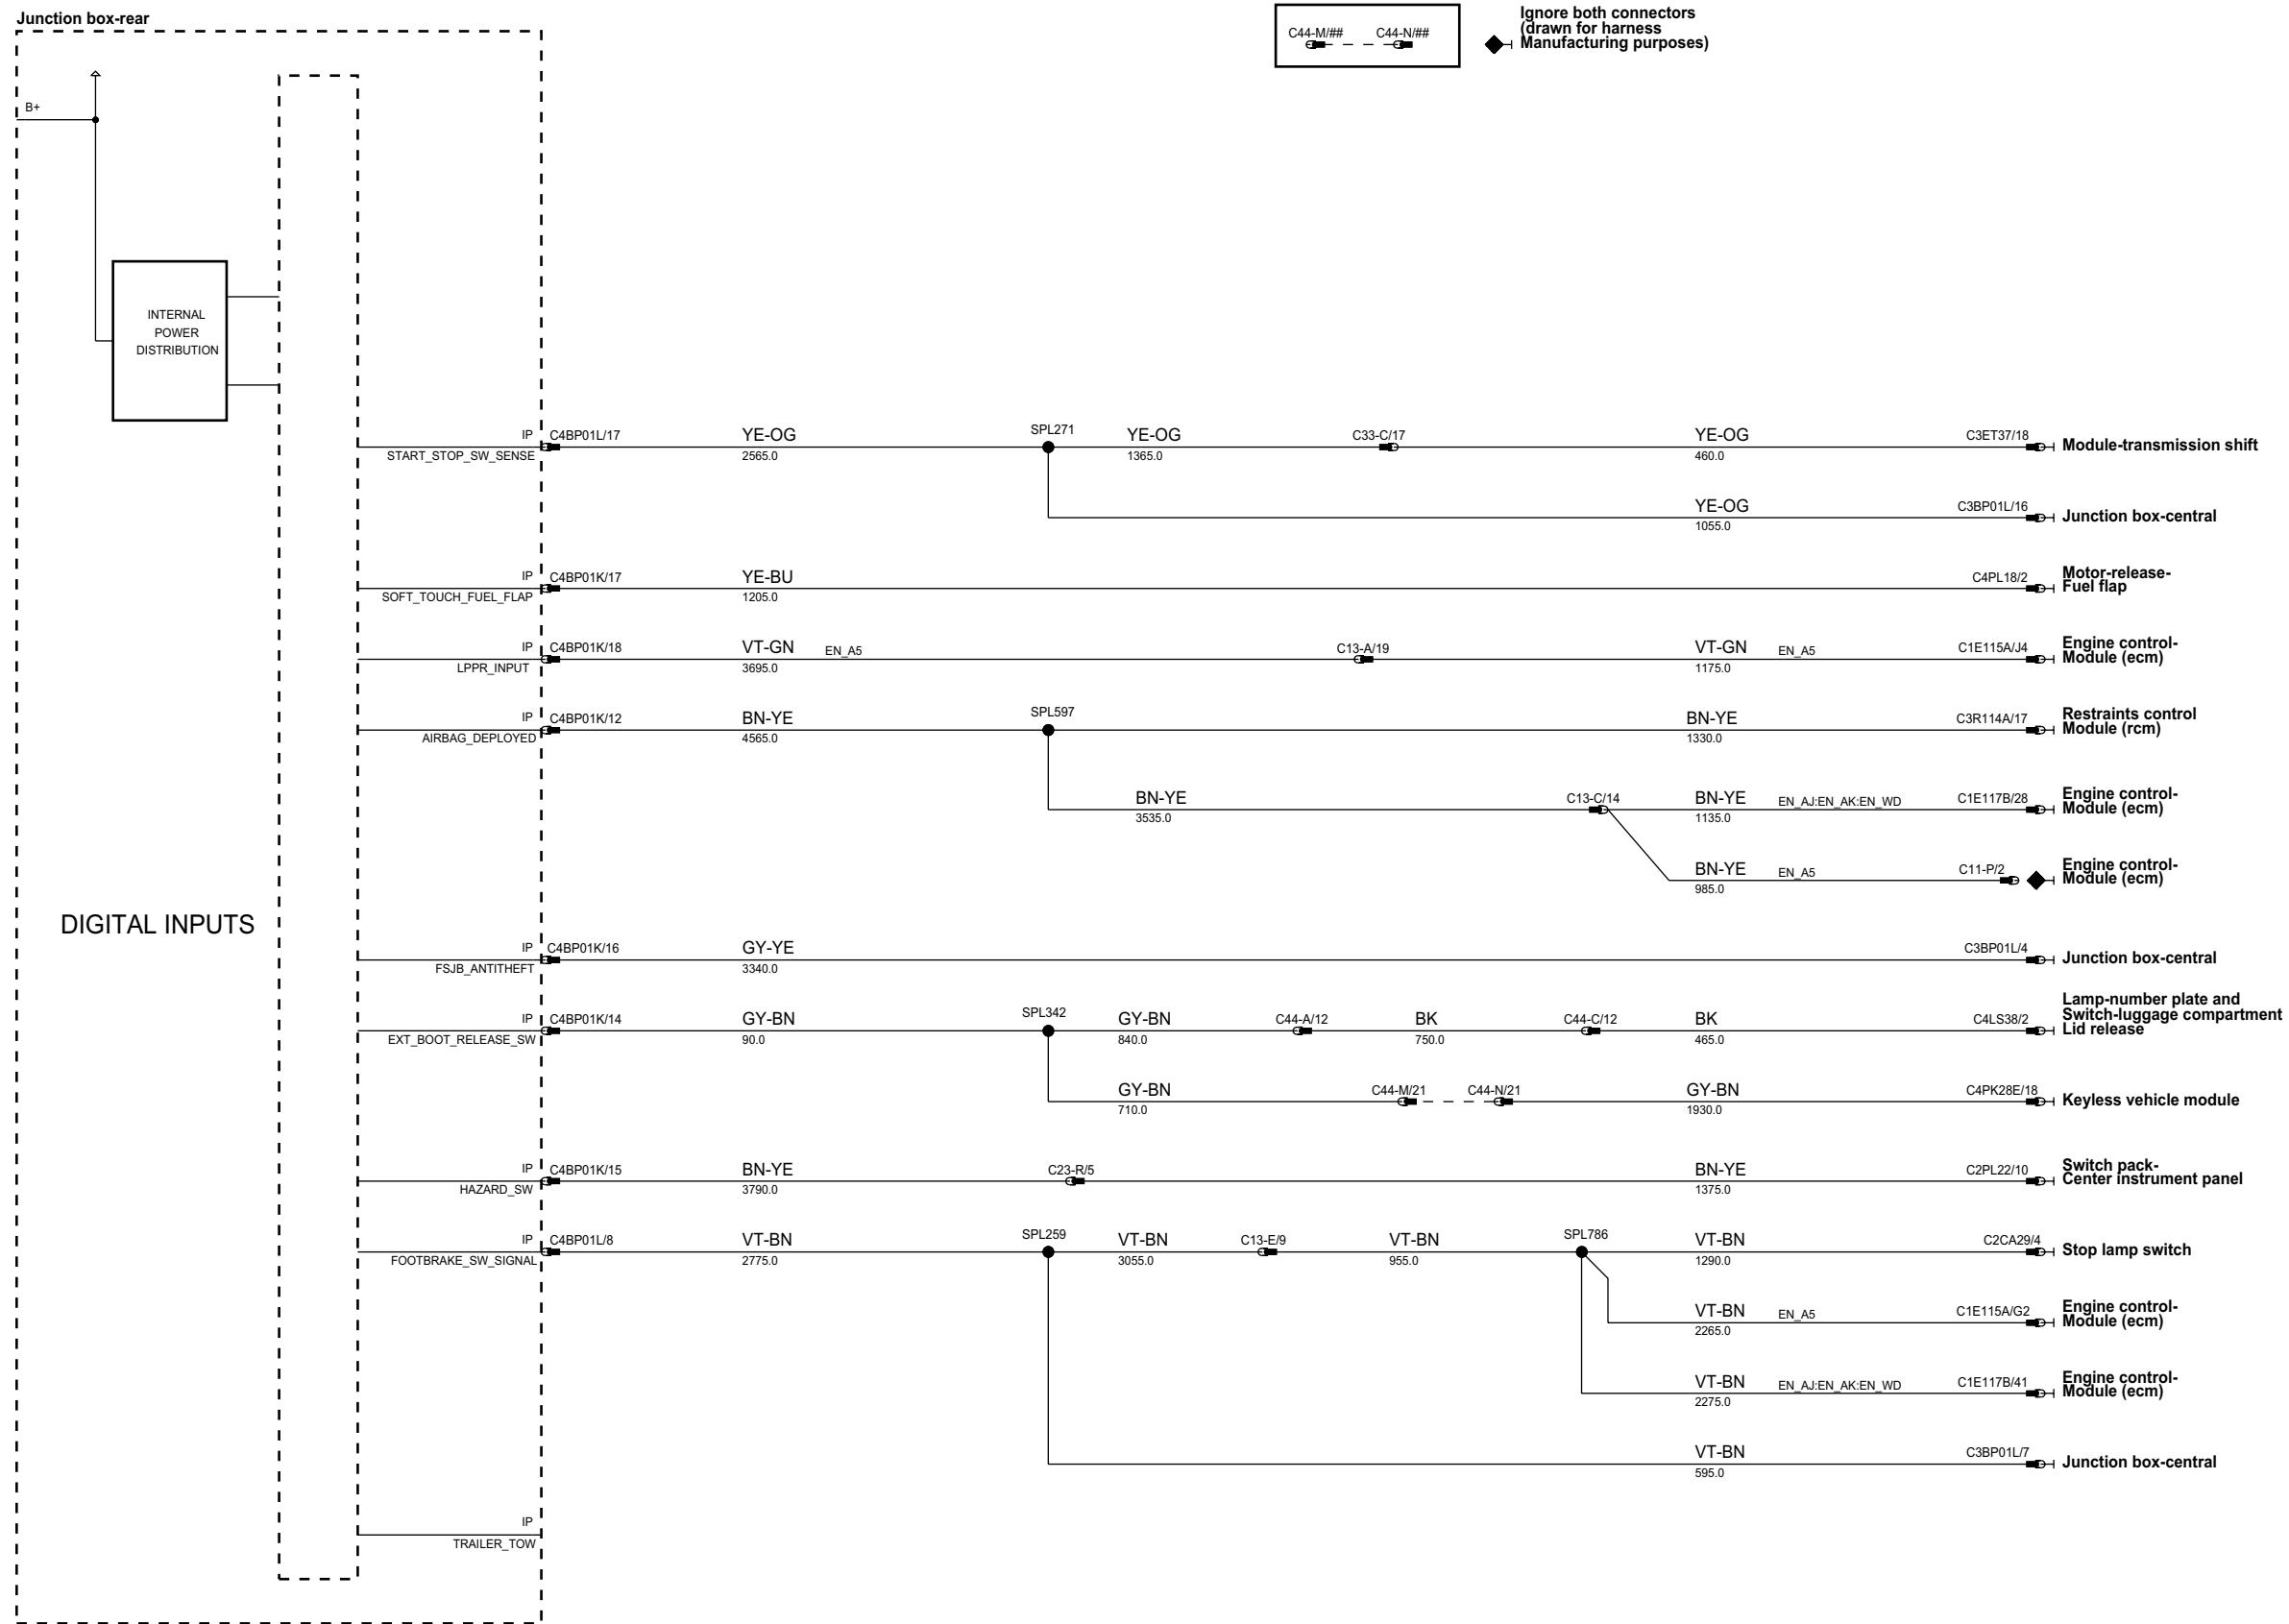 Junction box-rear
C44-M/## C44-N/##
Ignore both connectors
(drawn for harness
Manufacturing purposes)
B+
INTERNAL
POWER
DISTRIBUTION
IP C4BP01L/17 YE-OG SPL271 YE-OG C33-C/17 YE-OG C3ET37/18 Module-transmission shift
START_STOP_SW_SENSE 2565.0 1365.0 460.0
YE-OG C3BP01L/16 Junction box-central
1055.0
IP C4BP01K/17 YE-BU C4PL18/2 Motor-release-
Fuel flap
SOFT_TOUCH_FUEL_FLAP 1205.0
IP C4BP01K/18 VT-GN EN_A5 C13-A/19 VT-GN EN_A5 C1E115A/J4 Engine control-
Module (ecm)
LPPR_INPUT 3695.0 1175.0
IP C4BP01K/12 BN-YE SPL597 BN-YE C3R114A/17 Restraints control
Module (rcm)
AIRBAG_DEPLOYED 4565.0 1330.0
BN-YE C13-C/14 BN-YE EN_AJ:EN_AK:EN_WD C1E117B/28 Engine control-
Module (ecm)
3535.0 1135.0
BN-YE EN_A5 C11-P/2 Engine control-
Module (ecm)
985.0
DIGITAL INPUTS
IP C4BP01K/16 GY-YE C3BP01L/4 Junction box-central
FSJB_ANTITHEFT 3340.0
IP C4BP01K/14 GY-BN SPL342 GY-BN C44-A/12 BK C44-C/12 BK C4LS38/2 Lamp-number plate and
Switch-luggage compartment
Lid release
EXT_BOOT_RELEASE_SW 90.0 840.0 750.0 465.0
GY-BN C44-M/21 C44-N/21 GY-BN C4PK28E/18 Keyless vehicle module
710.0 1930.0
IP C4BP01K/15 BN-YE C23-R/5 BN-YE C2PL22/10 Switch pack-
Center instrument panel
HAZARD_SW 3790.0 1375.0
IP C4BP01L/8 VT-BN SPL259 VT-BN C13-E/9 VT-BN SPL786 VT-BN C2CA29/4 Stop lamp switch
FOOTBRAKE_SW_SIGNAL 2775.0 3055.0 955.0 1290.0
VT-BN EN_A5 C1E115A/G2 Engine control-
Module (ecm)
2265.0
VT-BN EN_AJ:EN_AK:EN_WD C1E117B/41 Engine control-
Module (ecm)
2275.0
VT-BN C3BP01L/7 Junction box-central
595.0
IP
TRAILER_TOW